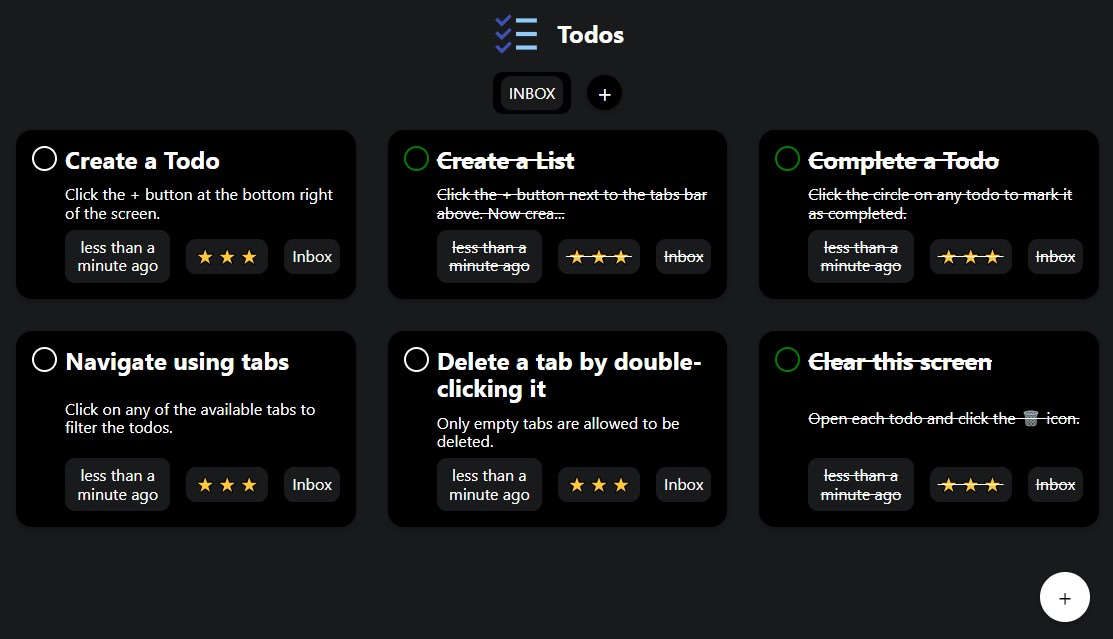 Todos
INBOX
+
Create a Todo
Click the + button at the bottom right
of the screen.
less than a
minute ago
⭐ ⭐ ⭐
Inbox
Create a List
Click the + button next to the tabs bar
above. Now crea...
less than a
minute ago
⭐ ⭐ ⭐
Inbox
Complete a Todo
Click the circle on any todo to mark it
as completed.
less than a
minute ago
⭐ ⭐ ⭐
Inbox
Navigate using tabs
Click on any of the available tabs to
filter the todos.
less than a
minute ago
⭐ ⭐ ⭐
Inbox
Delete a tab by double-
clicking it
Only empty tabs are allowed to be
deleted.
less than a
minute ago
⭐ ⭐ ⭐
Inbox
Clear this screen
Open each todo and click the 🗑️ icon.
less than a
minute ago
⭐ ⭐ ⭐
Inbox
+